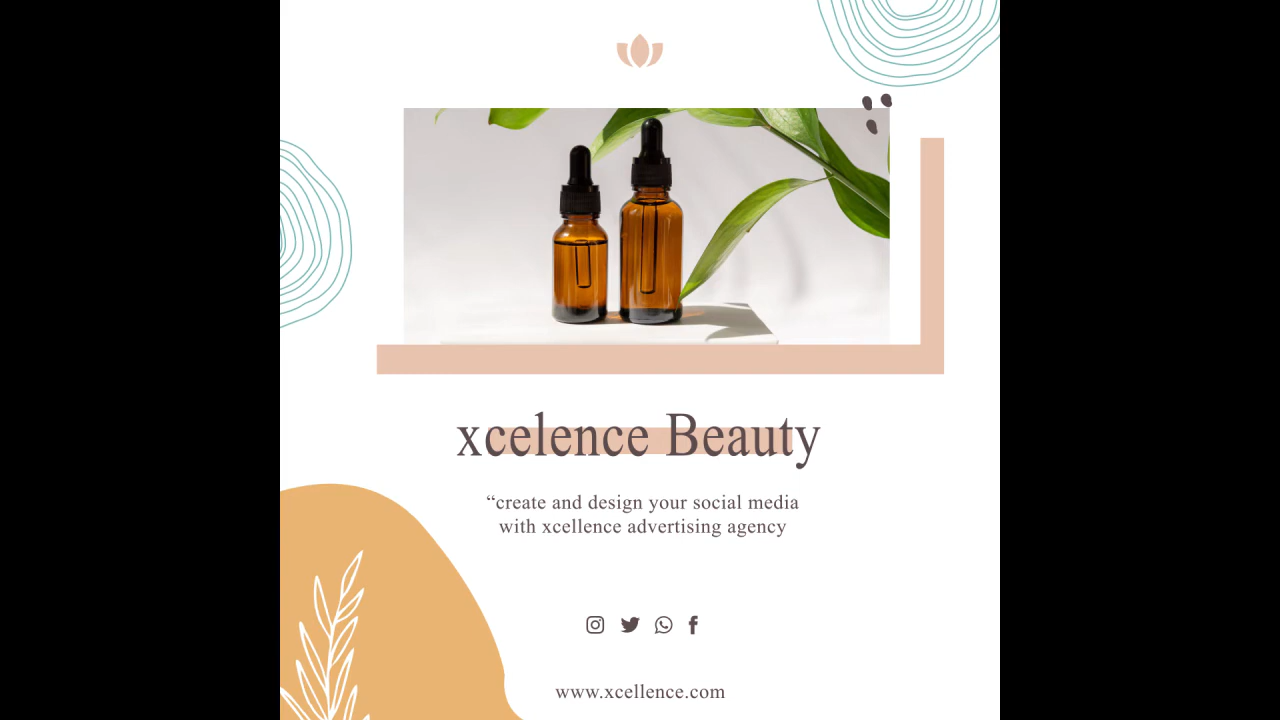 xcelence Beauty
“create and design your social media
with xcellence advertising agency
www.xcellence.com